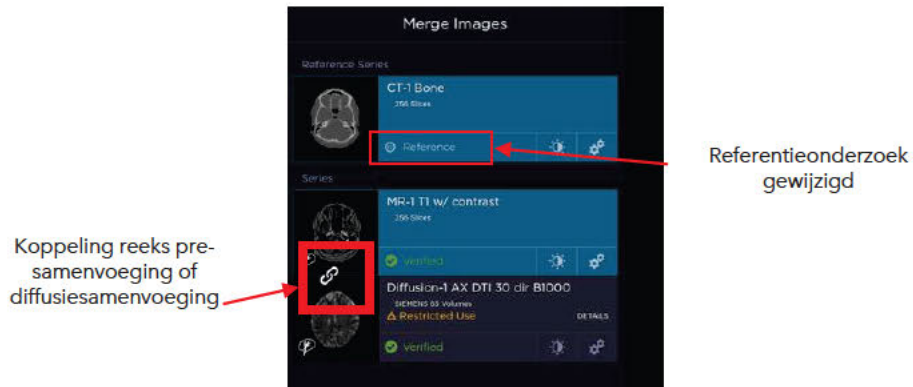 Merge Images
Reference Series
CT-1 Bone
256 Slices
Reference
Referentieonderzoek
gewijzigd
Series
MR-1 T1 w/ contrast
256 Slices
Verified
Koppeling reeks pre-
samenvoeging of
diffusiesamenvoeging
Diffusion-1 AX DTI 30 dir B1000
SIEMENS 65 Volumes
Restricted Use
DETAILS
Verified